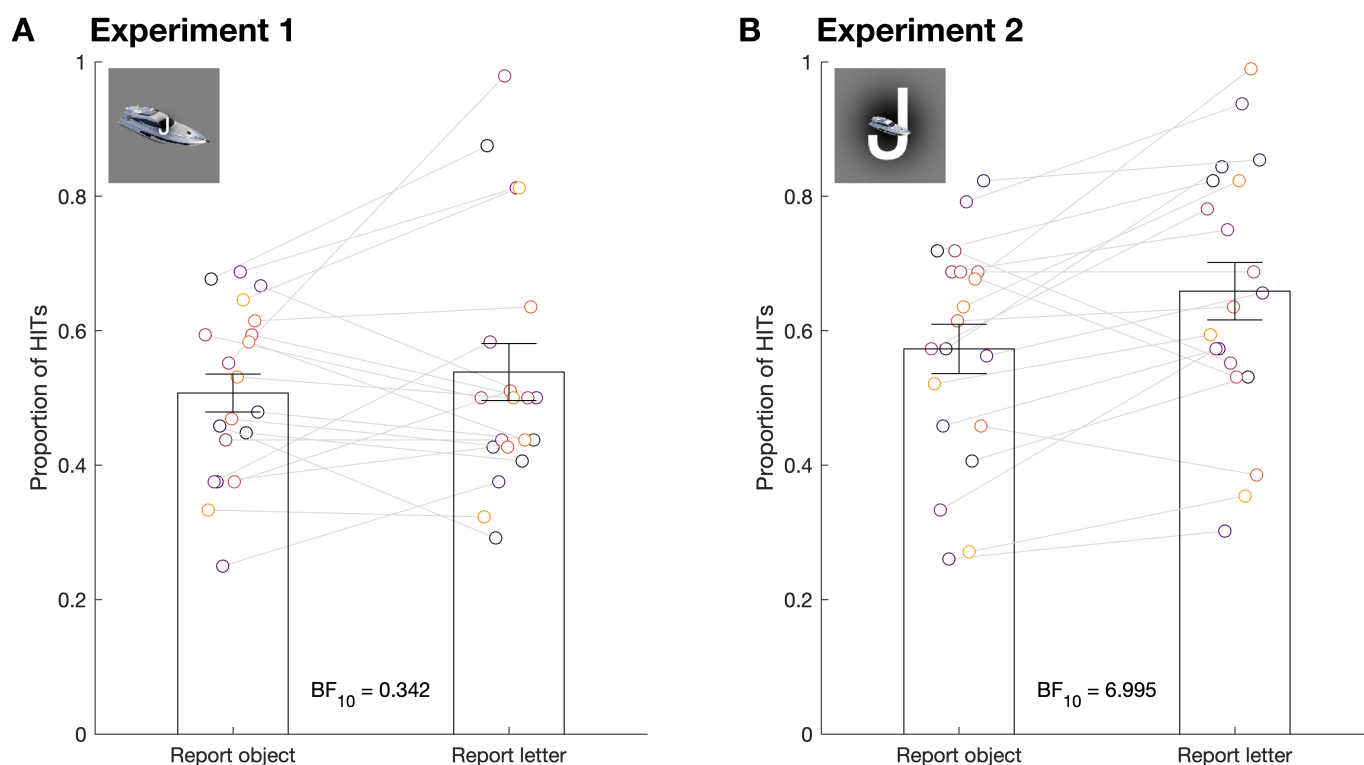 A Experiment 1
1
0.8
0.6
0.4
0.2
0
Proportion of HITs
J
BF10 = 0.342
Report object
Report letter
B Experiment 2
1
0.8
0.6
0.4
0.2
0
Proportion of HITs
J
BF10 = 6.995
Report object
Report letter